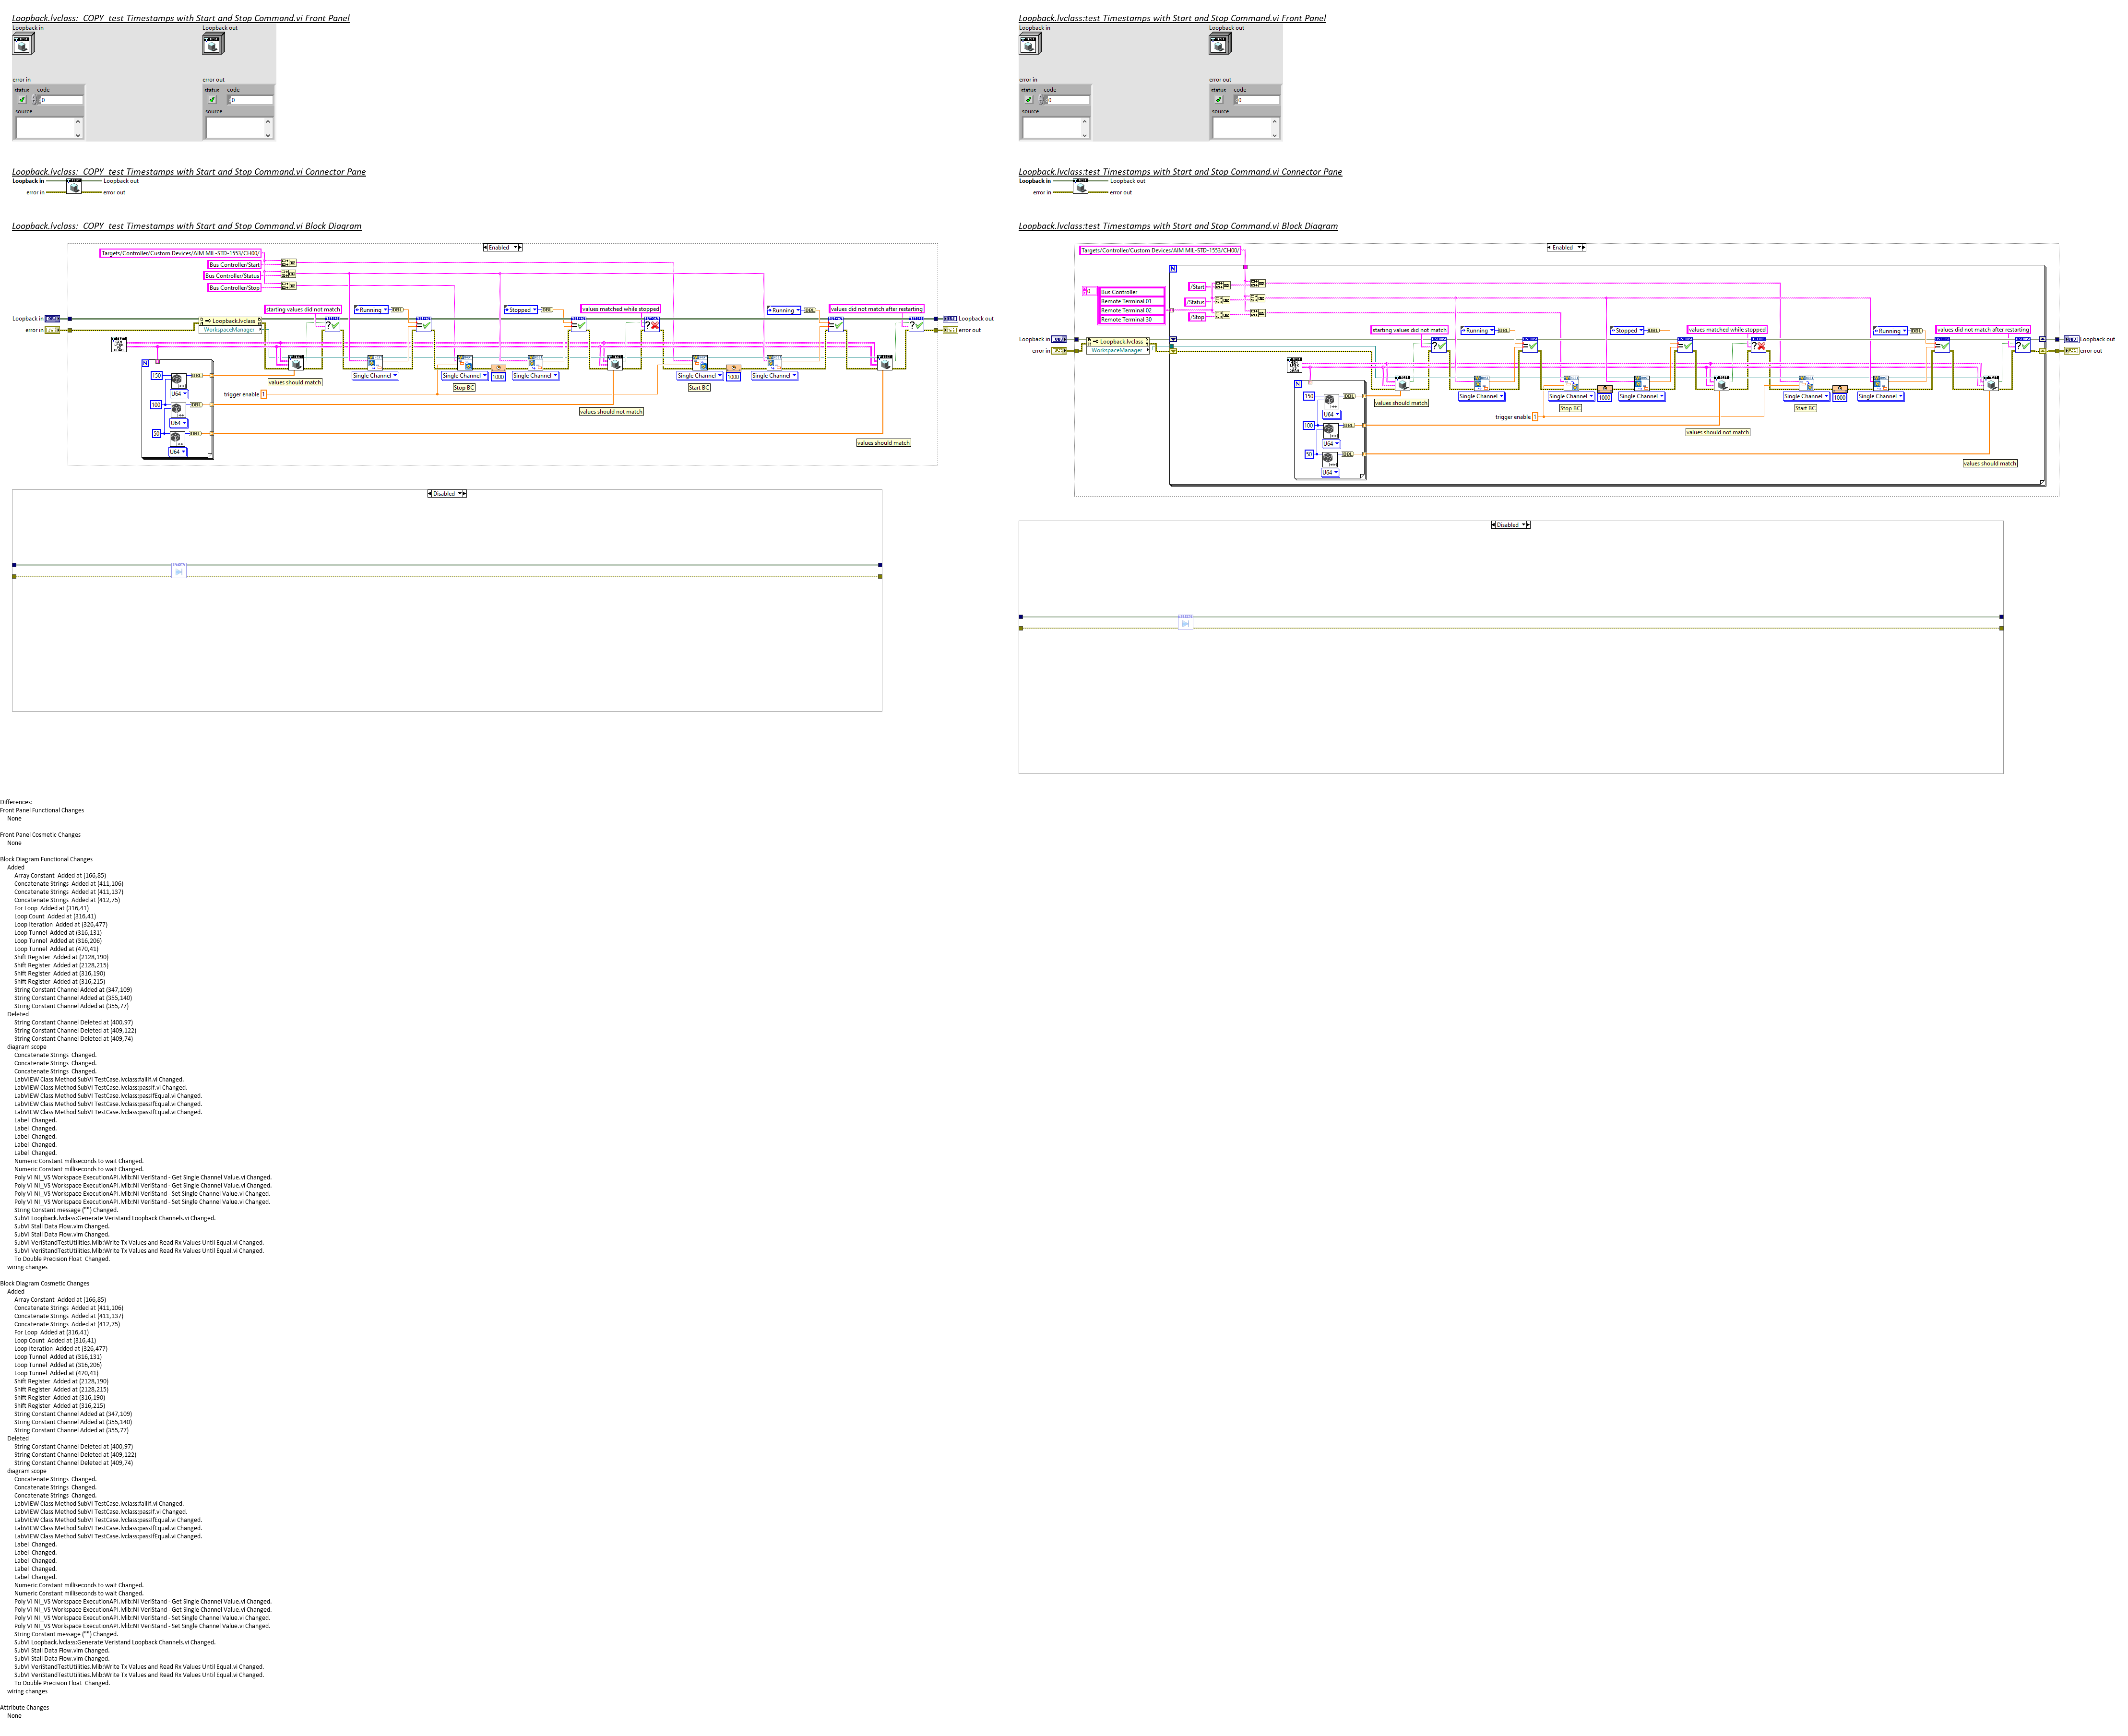 Loopback.lvclass:_COPY_test Timestamps with Start and Stop Command.vi Front Panel
Loopback in
Loopback out
error in
error out
status code
0
source
status code
0
source
Loopback.lvclass:_COPY_test Timestamps with Start and Stop Command.vi Connector Pane
Loopback in
Loopback out
error in
error out
Loopback.lvclass:_COPY_test Timestamps with Start and Stop Command.vi Block Diagram
Enabled
Targets/Controller/Custom Devices/AIM MIL-STD-1553/CH00/
Bus Controller/Start
Bus Controller/Status
Bus Controller/Stop
starting values did not match
Running
Stopped
values matched while stopped
Running
values did not match after restarting
Loopback in
Loopback.lvclass
Loopback out
error in
WorkspaceManager
error out
N
150
U64
100
U64
50
U64
values should match
Single Channel
Single Channel
Single Channel
Single Channel
Single Channel
1000
1000
Stop BC
Start BC
trigger enable 1
values should not match
values should match
Disabled
Loopback.lvclass:test Timestamps with Start and Stop Command.vi Front Panel
Loopback in
Loopback out
error in
error out
status code
0
source
status code
0
source
Loopback.lvclass:test Timestamps with Start and Stop Command.vi Connector Pane
Loopback in
Loopback out
error in
error out
Loopback.lvclass:test Timestamps with Start and Stop Command.vi Block Diagram
Enabled
Targets/Controller/Custom Devices/AIM MIL-STD-1553/CH00/
N
0
Bus Controller
Remote Terminal 01
Remote Terminal 02
Remote Terminal 30
/Start
/Status
/Stop
starting values did not match
Running
Stopped
values matched while stopped
Running
values did not match after restarting
Loopback in
Loopback.lvclass
Loopback out
error in
WorkspaceManager
error out
N
150
U64
100
U64
50
U64
values should match
Single Channel
Single Channel
Single Channel
Single Channel
Single Channel
1000
1000
Stop BC
Start BC
trigger enable 1
values should not match
values should match
Disabled
Differences:
Front Panel Functional Changes
None
Front Panel Cosmetic Changes
None
Block Diagram Functional Changes
Added
Array Constant  Added at (166,85)
Concatenate Strings  Added at (411,106)
Concatenate Strings  Added at (411,137)
Concatenate Strings  Added at (412,75)
For Loop  Added at (316,41)
Loop Count  Added at (316,41)
Loop Iteration  Added at (326,477)
Loop Tunnel  Added at (316,131)
Loop Tunnel  Added at (316,206)
Loop Tunnel  Added at (470,41)
Shift Register  Added at (2128,190)
Shift Register  Added at (2128,215)
Shift Register  Added at (316,190)
Shift Register  Added at (316,215)
String Constant Channel Added at (347,109)
String Constant Channel Added at (355,140)
String Constant Channel Added at (355,77)
Deleted
String Constant Channel Deleted at (400,97)
String Constant Channel Deleted at (409,122)
String Constant Channel Deleted at (409,74)
diagram scope
Concatenate Strings  Changed.
Concatenate Strings  Changed.
Concatenate Strings  Changed.
LabVIEW Class Method SubVI TestCase.lvclass:failIf.vi Changed.
LabVIEW Class Method SubVI TestCase.lvclass:passIf.vi Changed.
LabVIEW Class Method SubVI TestCase.lvclass:passIfEqual.vi Changed.
LabVIEW Class Method SubVI TestCase.lvclass:passIfEqual.vi Changed.
LabVIEW Class Method SubVI TestCase.lvclass:passIfEqual.vi Changed.
Label  Changed.
Label  Changed.
Label  Changed.
Label  Changed.
Label  Changed.
Numeric Constant milliseconds to wait Changed.
Numeric Constant milliseconds to wait Changed.
Poly VI NI_VS Workspace ExecutionAPI.lvlib:NI VeriStand - Get Single Channel Value.vi Changed.
Poly VI NI_VS Workspace ExecutionAPI.lvlib:NI VeriStand - Get Single Channel Value.vi Changed.
Poly VI NI_VS Workspace ExecutionAPI.lvlib:NI VeriStand - Set Single Channel Value.vi Changed.
Poly VI NI_VS Workspace ExecutionAPI.lvlib:NI VeriStand - Set Single Channel Value.vi Changed.
String Constant message ("") Changed.
SubVI Loopback.lvclass:Generate Veristand Loopback Channels.vi Changed.
SubVI Stall Data Flow.vim Changed.
SubVI Stall Data Flow.vim Changed.
SubVI VeriStandTestUtilities.lvlib:Write Tx Values and Read Rx Values Until Equal.vi Changed.
SubVI VeriStandTestUtilities.lvlib:Write Tx Values and Read Rx Values Until Equal.vi Changed.
To Double Precision Float  Changed.
wiring changes
Block Diagram Cosmetic Changes
Added
Array Constant  Added at (166,85)
Concatenate Strings  Added at (411,106)
Concatenate Strings  Added at (411,137)
Concatenate Strings  Added at (412,75)
For Loop  Added at (316,41)
Loop Count  Added at (316,41)
Loop Iteration  Added at (326,477)
Loop Tunnel  Added at (316,131)
Loop Tunnel  Added at (316,206)
Loop Tunnel  Added at (470,41)
Shift Register  Added at (2128,190)
Shift Register  Added at (2128,215)
Shift Register  Added at (316,190)
Shift Register  Added at (316,215)
String Constant Channel Added at (347,109)
String Constant Channel Added at (355,140)
String Constant Channel Added at (355,77)
Deleted
String Constant Channel Deleted at (400,97)
String Constant Channel Deleted at (409,122)
String Constant Channel Deleted at (409,74)
diagram scope
Concatenate Strings  Changed.
Concatenate Strings  Changed.
Concatenate Strings  Changed.
LabVIEW Class Method SubVI TestCase.lvclass:failIf.vi Changed.
LabVIEW Class Method SubVI TestCase.lvclass:passIf.vi Changed.
LabVIEW Class Method SubVI TestCase.lvclass:passIfEqual.vi Changed.
LabVIEW Class Method SubVI TestCase.lvclass:passIfEqual.vi Changed.
LabVIEW Class Method SubVI TestCase.lvclass:passIfEqual.vi Changed.
Label  Changed.
Label  Changed.
Label  Changed.
Label  Changed.
Label  Changed.
Numeric Constant milliseconds to wait Changed.
Numeric Constant milliseconds to wait Changed.
Poly VI NI_VS Workspace ExecutionAPI.lvlib:NI VeriStand - Get Single Channel Value.vi Changed.
Poly VI NI_VS Workspace ExecutionAPI.lvlib:NI VeriStand - Get Single Channel Value.vi Changed.
Poly VI NI_VS Workspace ExecutionAPI.lvlib:NI VeriStand - Set Single Channel Value.vi Changed.
Poly VI NI_VS Workspace ExecutionAPI.lvlib:NI VeriStand - Set Single Channel Value.vi Changed.
String Constant message ("") Changed.
SubVI Loopback.lvclass:Generate Veristand Loopback Channels.vi Changed.
SubVI Stall Data Flow.vim Changed.
SubVI Stall Data Flow.vim Changed.
SubVI VeriStandTestUtilities.lvlib:Write Tx Values and Read Rx Values Until Equal.vi Changed.
SubVI VeriStandTestUtilities.lvlib:Write Tx Values and Read Rx Values Until Equal.vi Changed.
To Double Precision Float  Changed.
wiring changes
Attribute Changes
None